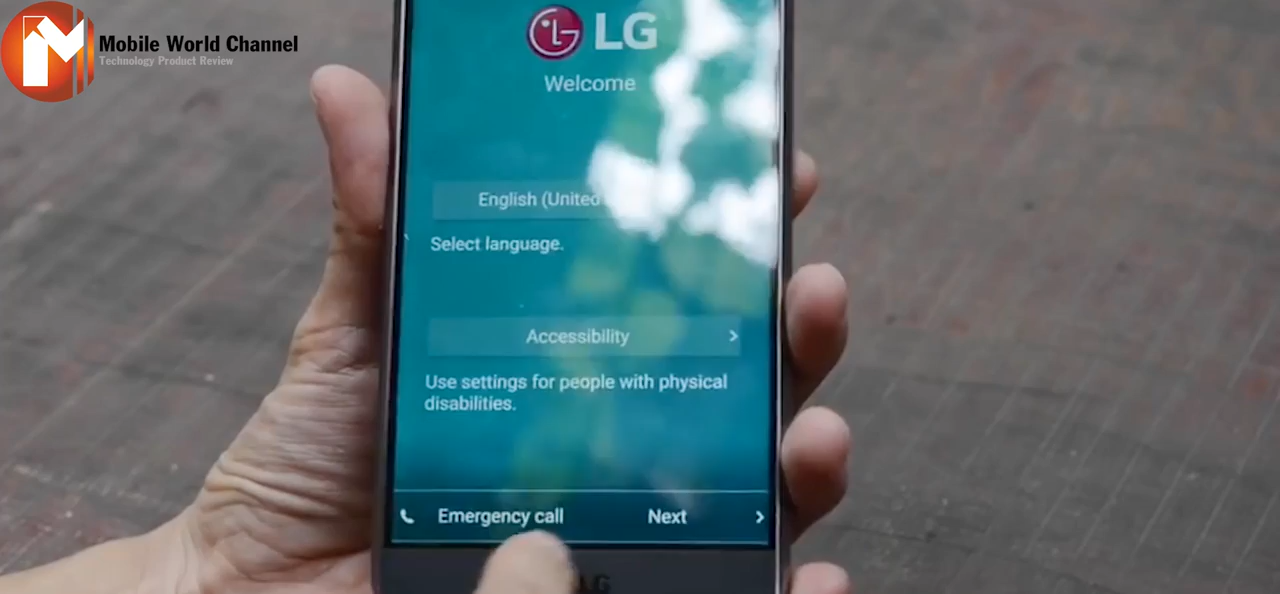 Mobile World Channel
Technology Product Review
LG
Welcome
English (United
Select language.
Accessibility
Use settings for people with physical
disabilities.
Emergency call
Next
LG